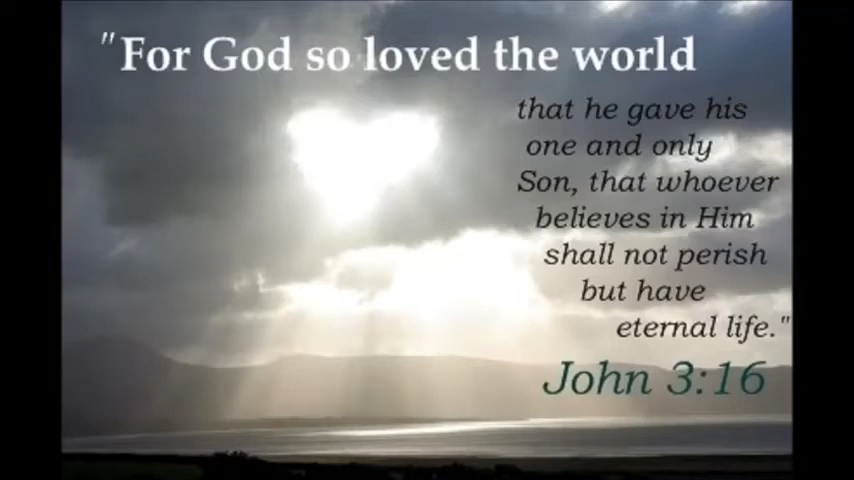 "For God so loved the world
that he gave his
one and only
Son, that whoever
believes in Him
shall not perish
but have
eternal life."
John 3:16